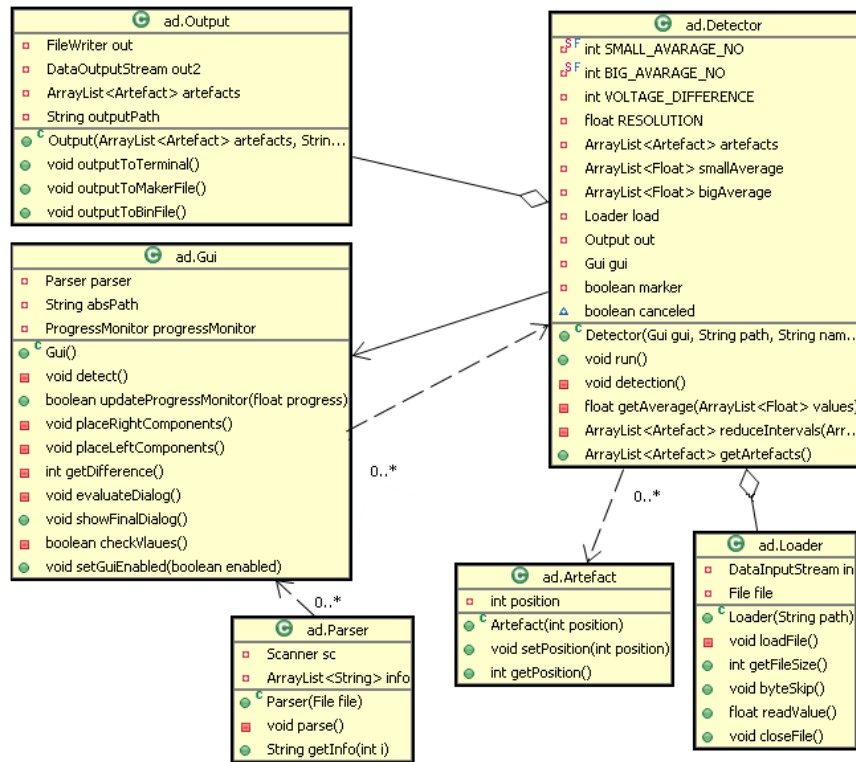 ad.Output
FileWriter out
DataOutputStream out2
ArrayList<Artefact> artefacts
String outputPath
C Output(ArrayList<Artefact> artefacts, Strin...
void outputToTerminal()
void outputToMakerFile()
void outputToBinFile()
ad.Detector
S F int SMALL_AVARAGE_NO
S F int BIG_AVARAGE_NO
int VOLTAGE_DIFFERENCE
float RESOLUTION
ArrayList<Artefact> artefacts
ArrayList<Float> smallAverage
ArrayList<Float> bigAverage
Loader load
Output out
Gui gui
boolean marker
boolean canceled
C Detector(Gui gui, String path, String nam...
void run()
void detection()
float getAverage(ArrayList<Float> values)
ArrayList<Artefact> reduceIntervals(Arr...
ArrayList<Artefact> getArtefacts()
ad.Gui
Parser parser
String absPath
ProgressMonitor progressMonitor
C Gui()
void detect()
boolean updateProgressMonitor(float progress)
void placeRightComponents()
void placeLeftComponents()
int getDifference()
void evaluateDialog()
void showFinalDialog()
boolean checkVlaues()
void setGuiEnabled(boolean enabled)
0..*
0..*
0..*
ad.Parser
Scanner sc
ArrayList<String> info
C Parser(File file)
void parse()
String getInfo(int i)
ad.Artefact
int position
C Artefact(int position)
void setPosition(int position)
int getPosition()
ad.Loader
DataInputStream in
File file
C Loader(String path)
void loadFile()
int getFileSize()
void byteSkip()
float readValue()
void closeFile()